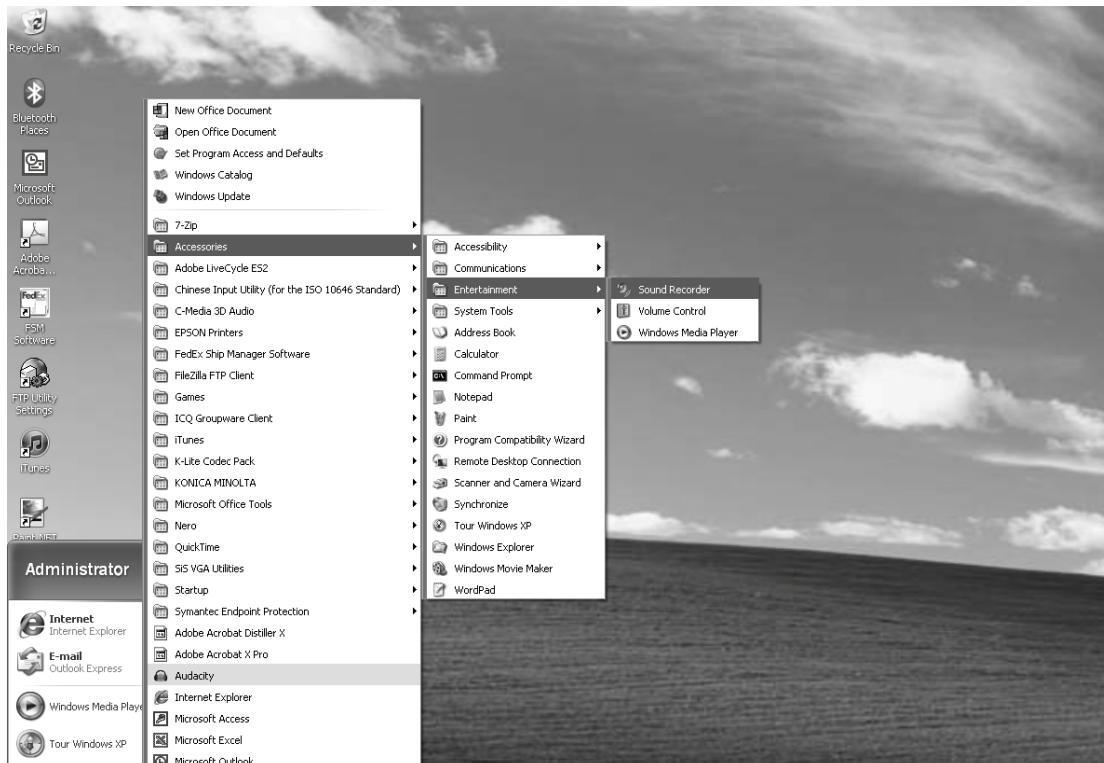 Recycle Bin
Bluetooth
Places
Microsoft
Outlook
Adobe
Acroba...
FedEx
FSM
Software
FTP Utility
Settings
iTunes
Paint.NET
Administrator
Internet
Internet Explorer
E-mail
Outlook Express
Windows Media Playe
Tour Windows XP
New Office Document
Open Office Document
Set Program Access and Defaults
Windows Catalog
Windows Update
7-Zip
Accessories
Adobe LiveCycle ES2
Chinese Input Utility (for the ISO 10646 Standard)
C-Media 3D Audio
EPSON Printers
FedEx Ship Manager Software
FileZilla FTP Client
Games
ICQ Groupware Client
iTunes
K-Lite Codec Pack
KONICA MINOLTA
Microsoft Office Tools
Nero
QuickTime
SiS VGA Utilities
Startup
Symantec Endpoint Protection
Adobe Acrobat Distiller X
Adobe Acrobat X Pro
Audacity
Internet Explorer
Microsoft Access
Microsoft Excel
Microsoft Outlook
Accessibility
Communications
Entertainment
System Tools
Address Book
Calculator
Command Prompt
Notepad
Paint
Program Compatibility Wizard
Remote Desktop Connection
Scanner and Camera Wizard
Synchronize
Tour Windows XP
Windows Explorer
Windows Movie Maker
WordPad
Sound Recorder
Volume Control
Windows Media Player